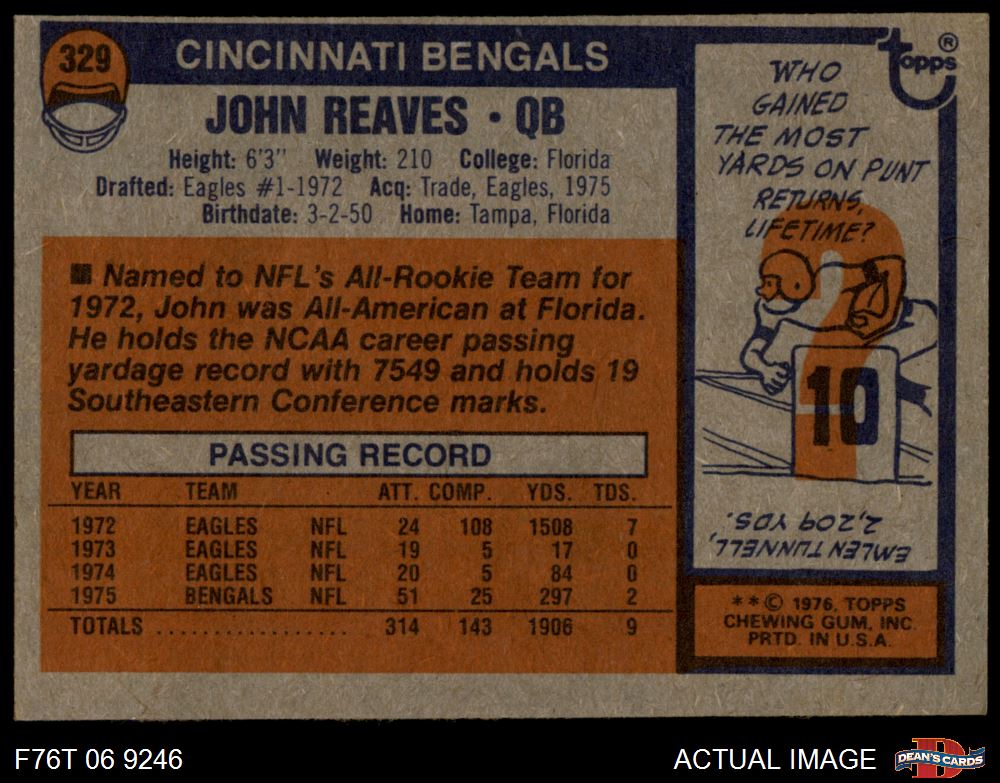 329
CINCINNATI BENGALS
JOHN REAVES • QB
Height: 6'3" Weight: 210 College: Florida
Drafted: Eagles #1-1972 Acq: Trade, Eagles, 1975
Birthdate: 3-2-50 Home: Tampa, Florida
■ Named to NFL's All-Rookie Team for
1972, John was All-American at Florida.
He holds the NCAA career passing
yardage record with 7549 and holds 19
Southeastern Conference marks.
PASSING RECORD
YEAR TEAM ATT. COMP. YDS. TDS.
1972 EAGLES NFL 24 108 1508 7
1973 EAGLES NFL 19 5 17 0
1974 EAGLES NFL 20 5 84 0
1975 BENGALS NFL 51 25 297 2
TOTALS .................. 314 143 1906 9
topps®
WHO
GAINED
THE MOST
YARDS ON PUNT
RETURNS,
LIFETIME?
?
10
EMLEN TUNNELL,
2,209 YDS.
**© 1976, TOPPS
CHEWING GUM, INC.
PRTD. IN U.S.A.
F76T 06 9246
ACTUAL IMAGE
D
DEAN'S CARDS